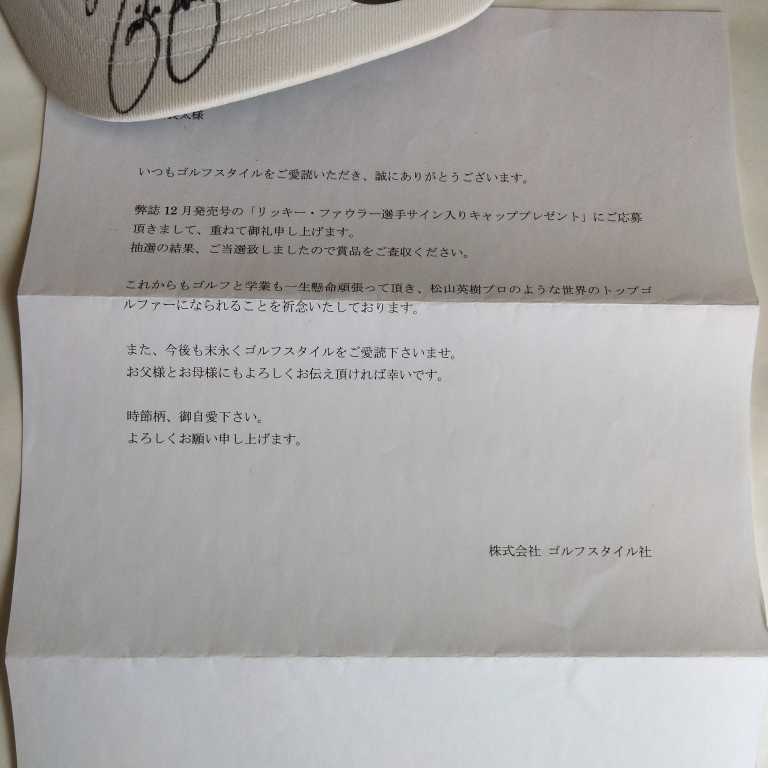 太様
いつもゴルフスタイルをご愛読いただき、誠にありがとうございます。
弊誌12月発売号の「リッキー・ファウラー選手サイン入りキャッププレゼント」にご応募
頂きまして、重ねて御礼申し上げます。
抽選の結果、ご当選致しましたので賞品をご査収ください。
これからもゴルフと学業も一生懸命頑張って頂き、松山英樹プロのような世界のトップゴ
ルファーになられることを祈念いたしております。
また、今後も末永くゴルフスタイルをご愛読下さいませ。
お父様とお母様にもよろしくお伝え頂ければ幸いです。
時節柄、御自愛下さい。
よろしくお願い申し上げます。
株式会社 ゴルフスタイル社